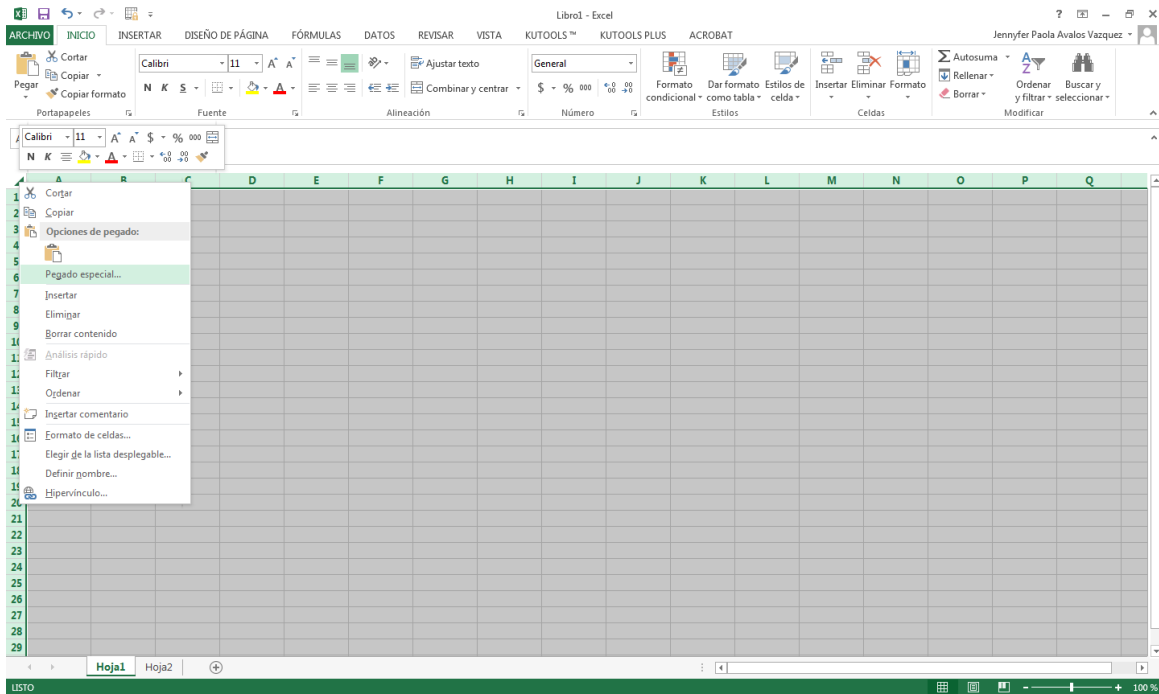 Libro1 - Excel
ARCHIVO INICIO INSERTAR DISEÑO DE PÁGINA FÓRMULAS DATOS REVISAR VISTA KUTOOLS ™ KUTOOLS PLUS ACROBAT Jennyfer Paola Avalos Vazquez
Pegar
Cortar
Copiar
Copiar formato
Portapapeles
Calibri 11
N K S
Fuente
Ajustar texto
Combinar y centrar
Alineación
General
$ % 000
Número
Formato condicional
Dar formato como tabla
Estilos de celda
Estilos
Insertar Eliminar Formato
Celdas
Autosuma
Rellenar
Borrar
Ordenar y filtrar
Buscar y seleccionar
Modificar
Calibri 11 $ % 000
N K A
A B C D E F G H I J K L M N O P Q
Cortar
Copiar
Opciones de pegado:
Pegado especial...
Insertar
Eliminar
Borrar contenido
Análisis rápido
Filtrar
Ordenar
Insertar comentario
Formato de celdas...
Elegir de la lista desplegable...
Definir nombre...
Hipervínculo...
1
2
3
4
5
6
7
8
9
10
11
12
13
14
15
16
17
18
19
20
21
22
23
24
25
26
27
28
29
Hoja1 Hoja2
LISTO 100 %